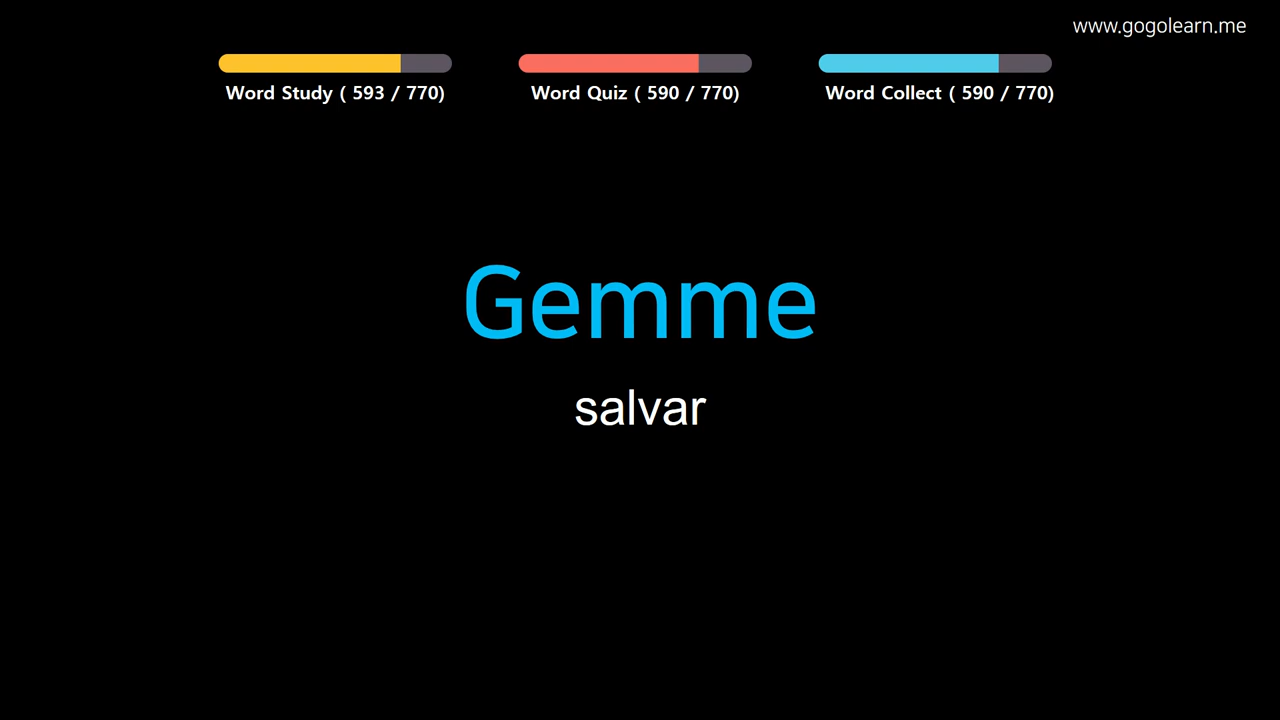 www.gogolearn.me
Word Study ( 593 / 770)
Word Quiz ( 590 / 770)
Word Collect ( 590 / 770)
Gemme
salvar